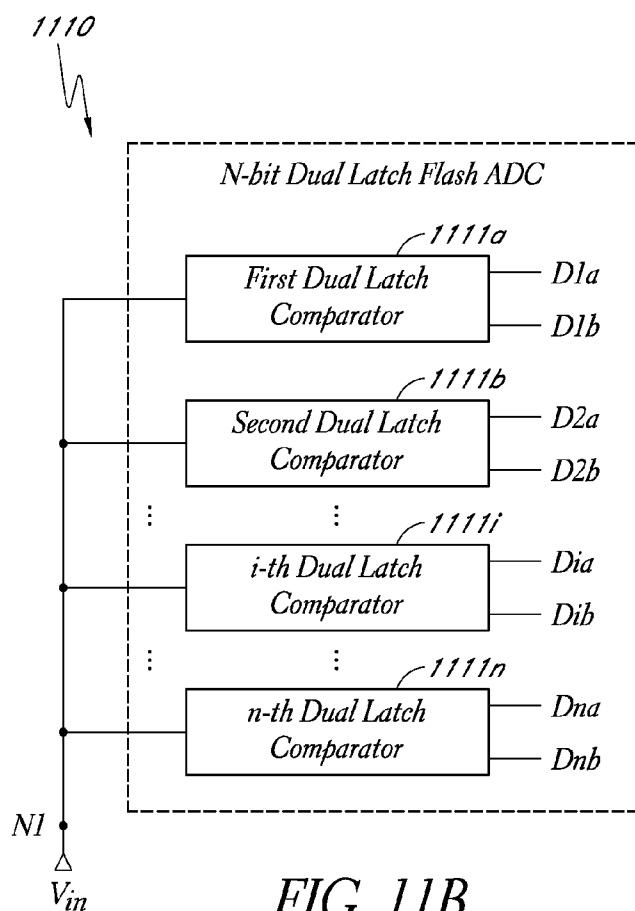 1110
N-bit Dual Latch Flash ADC
1111a
First Dual Latch
Comparator
D1a
D1b
1111b
Second Dual Latch
Comparator
D2a
D2b
1111i
i-th Dual Latch
Comparator
Dia
Dib
1111n
n-th Dual Latch
Comparator
Dna
Dnb
N1
Vin
FIG. 11B